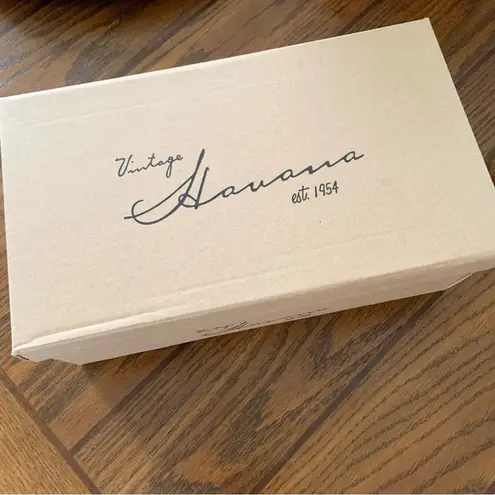 Vintage
Havana
est. 1954